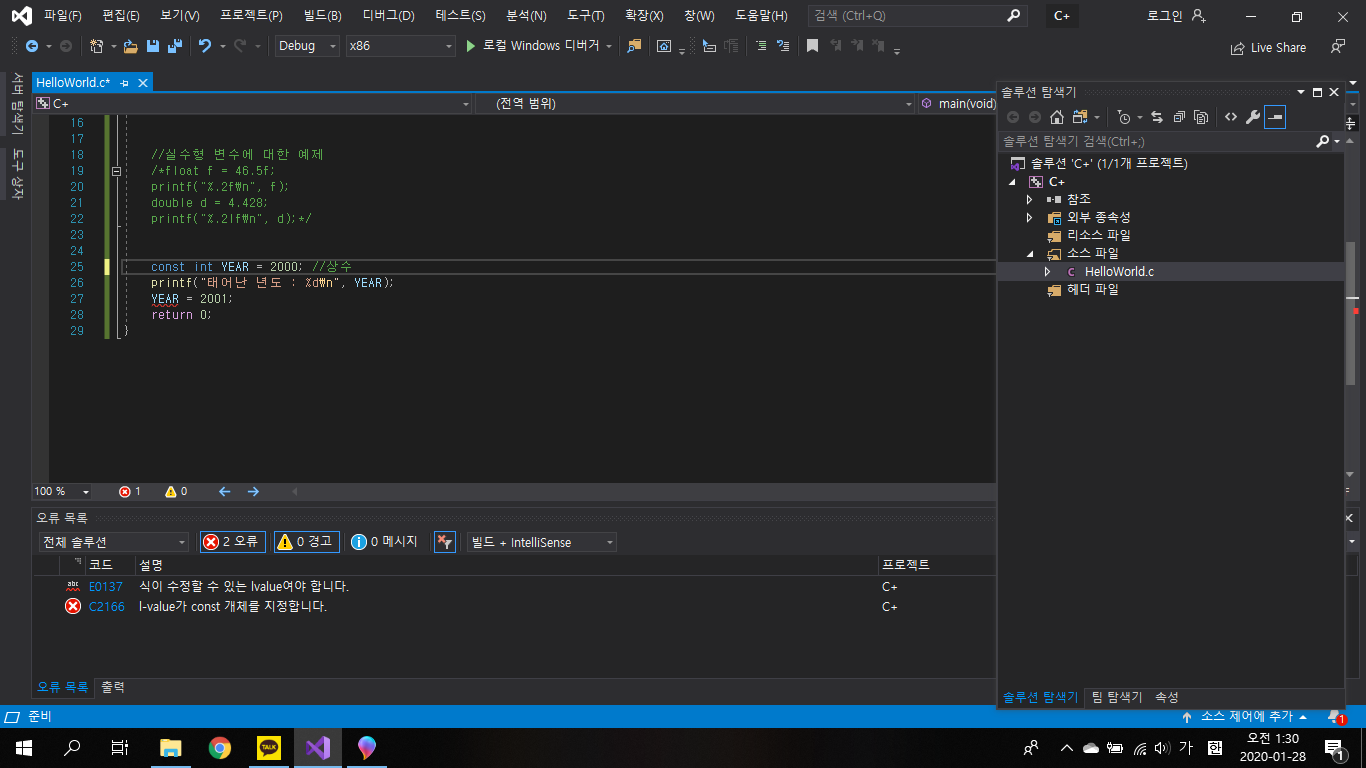 파일(F) 편집(E) 보기(V) 프로젝트(P) 빌드(B) 디버그(D) 테스트(S) 분석(N) 도구(T) 확장(X) 창(W) 도움말(H) 검색 (Ctrl+Q) C+ 로그인
Debug x86 로컬 Windows 디버거 Live Share
서버 탐색기
도구 상자
HelloWorld.c*
C+ (전역 범위) main(void)
16
17
18 //실수형 변수에 대한 예제
19 /*float f = 46.5f;
20 printf("%.2f₩n", f);
21 double d = 4.428;
22 printf("%.2lf₩n", d);*/
23
24
25 const int YEAR = 2000; //상수
26 printf("태어난 년도 : %d₩n", YEAR);
27 YEAR = 2001;
28 return 0;
29 }
100 % 1 0
오류 목록
전체 솔루션 2 오류 0 경고 0 메시지 빌드 + IntelliSense
코드 설명 프로젝트
abc E0137 식이 수정할 수 있는 lvalue여야 합니다. C+
C2166 l-value가 const 개체를 지정합니다. C+
오류 목록 출력
솔루션 탐색기
솔루션 탐색기 검색(Ctrl+;)
솔루션 'C+' (1/1개 프로젝트)
C+
참조
외부 종속성
리소스 파일
소스 파일
HelloWorld.c
헤더 파일
솔루션 탐색기 팀 탐색기 속성
준비 소스 제어에 추가 1
TALK 가 한 오전 1:30
2020-01-28 1